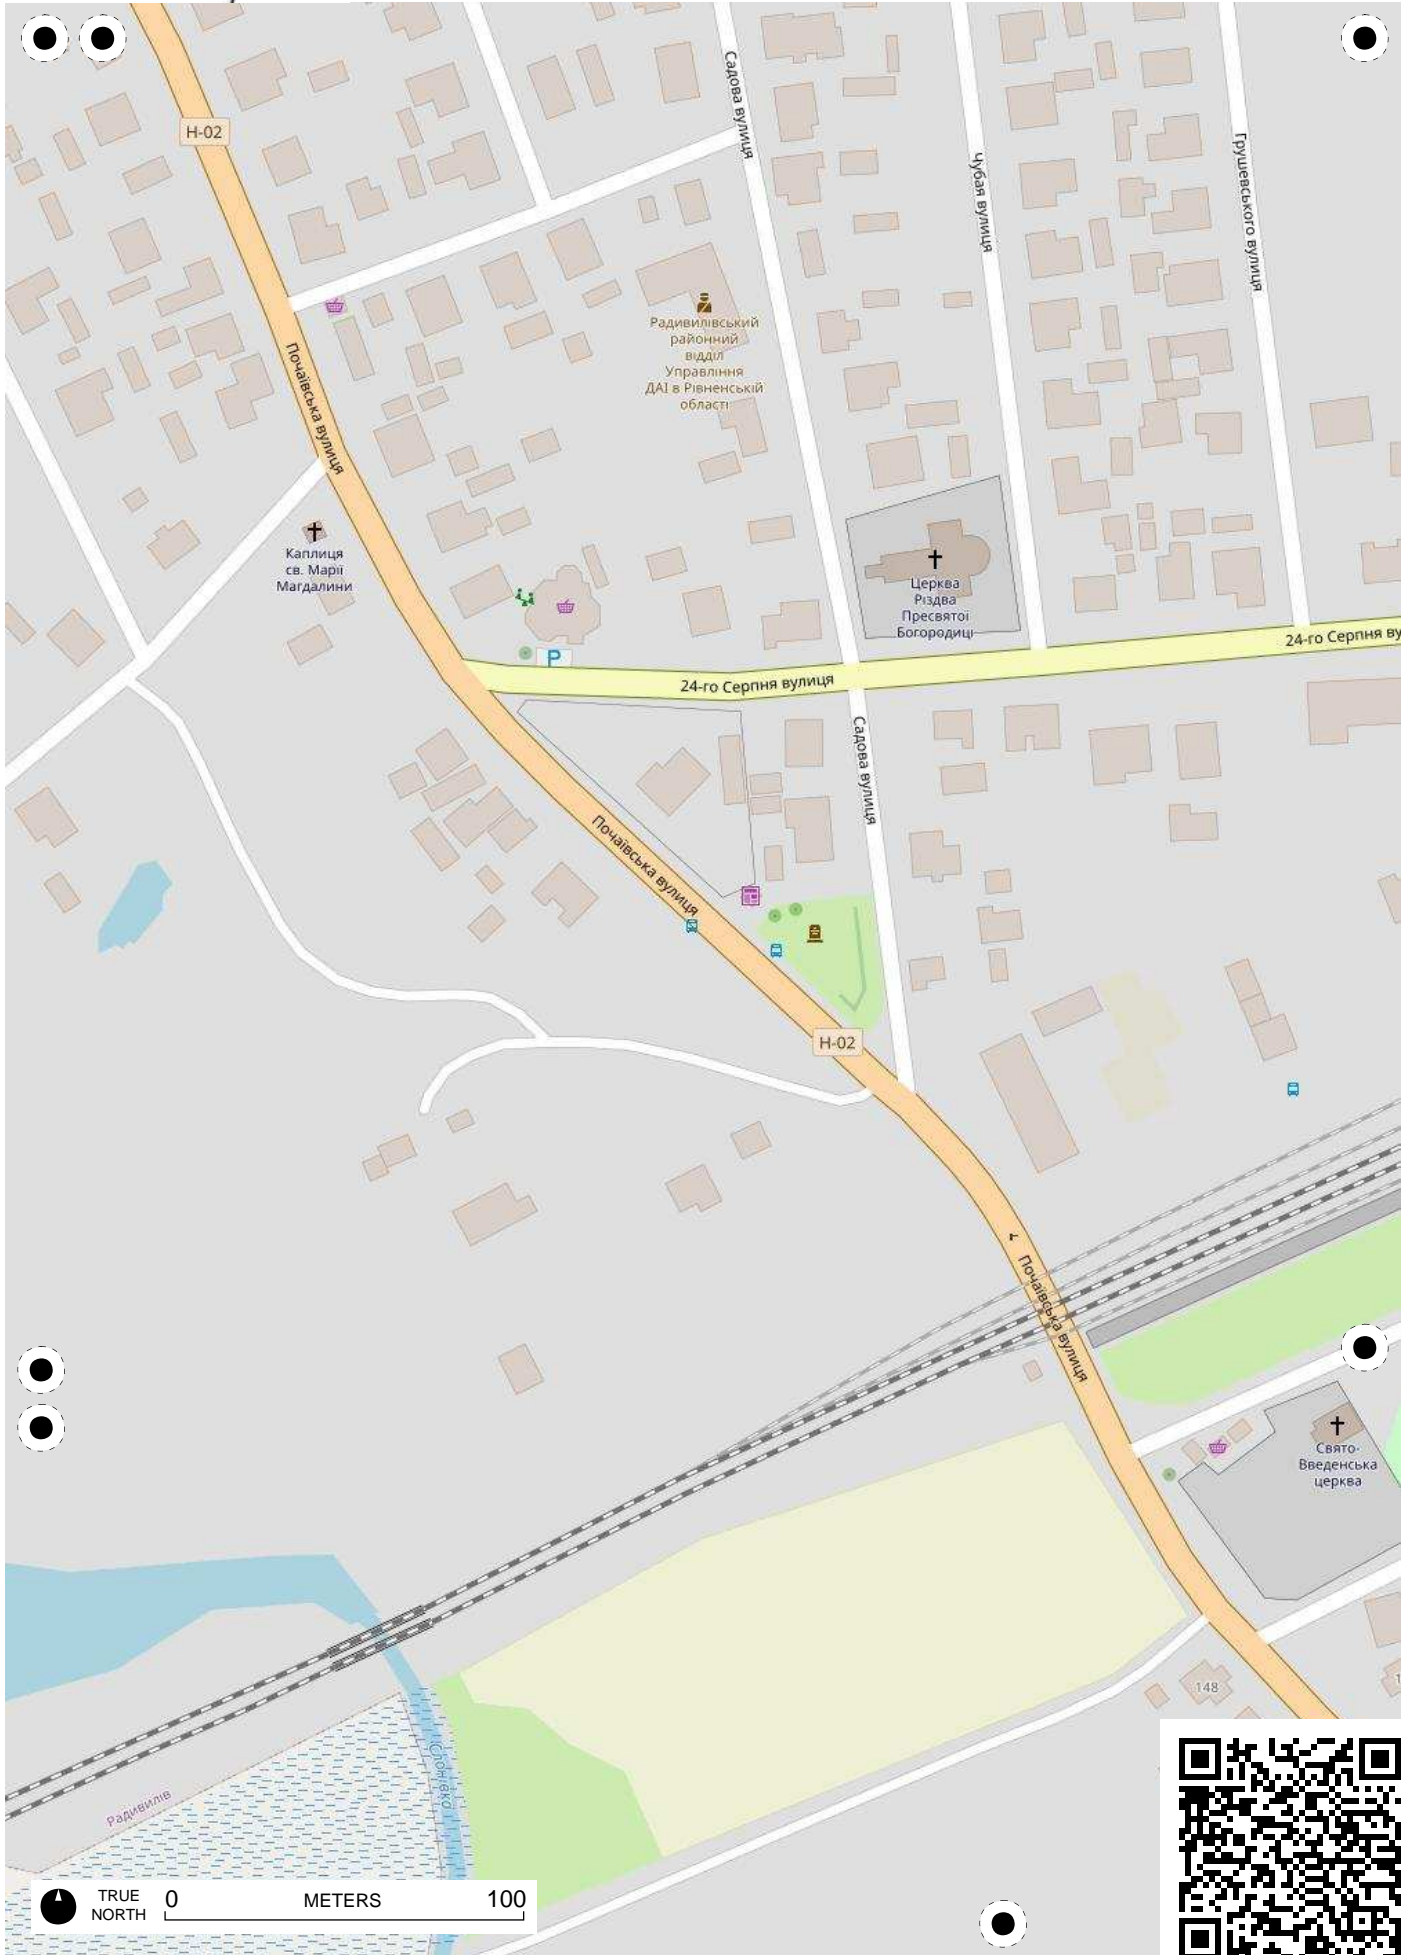 Садова вулиця
H-02
Чубая вулиця
Грушевського вулиця
Радивилівський
районний
відділ
Управління
ДАІ в Рівненській
області
Почаївська вулиця
Каплиця
св. Марії
Магдалини
Церква
Різдва
Пресвятої
Богородиці
24-го Серпня ву
P
24-го Серпня вулиця
Садова вулиця
Почаївська вулиця
H-02
Почаївська вулиця
Свято-
Введенська
церква
148
1
Слонівка
Радивилів
TRUE
NORTH
0 METERS 100